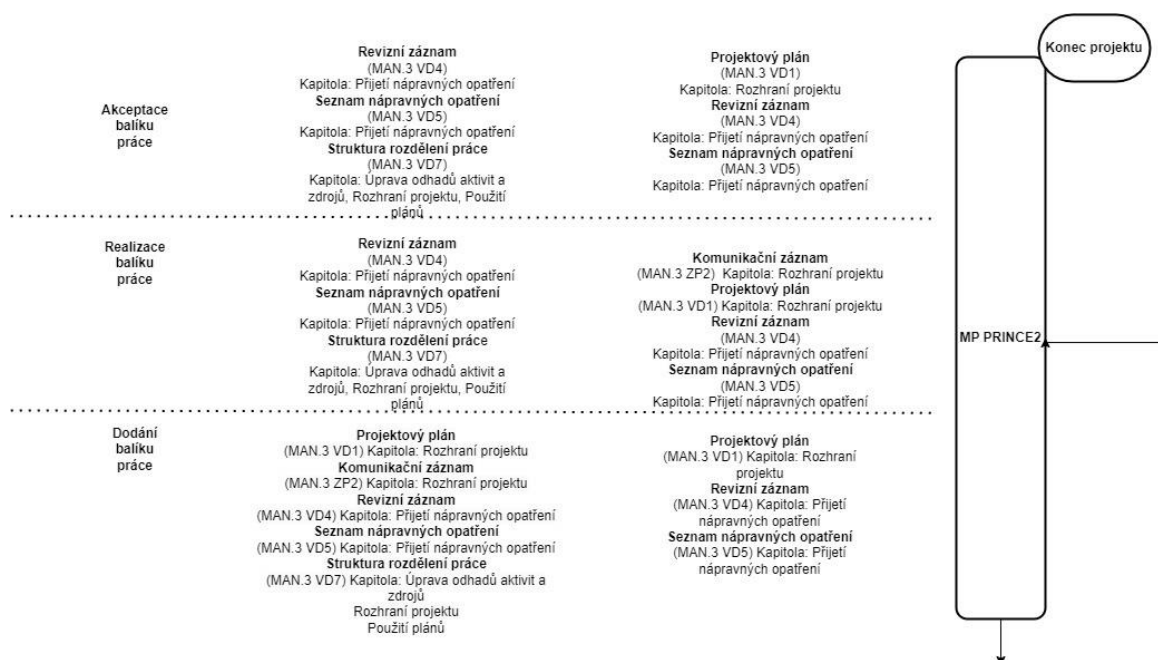 Konec projektu
Akceptace
balíku
práce
Revizní záznam
(MAN.3 VD4)
Kapitola: Přijetí nápravných opatření
Seznam nápravných opatření
(MAN.3 VD5)
Kapitola: Přijetí nápravných opatření
Struktura rozdělení práce
(MAN.3 VD7)
Kapitola: Úprava odhadů aktivit a
zdrojů, Rozhraní projektu, Použití
plánů
Projektový plán
(MAN.3 VD1)
Kapitola: Rozhraní projektu
Revizní záznam
(MAN.3 VD4)
Kapitola: Přijetí nápravných opatření
Seznam nápravných opatření
(MAN.3 VD5)
Kapitola: Přijetí nápravných opatření
Realizace
balíku
práce
Revizní záznam
(MAN.3 VD4)
Kapitola: Přijetí nápravných opatření
Seznam nápravných opatření
(MAN.3 VD5)
Kapitola: Přijetí nápravných opatření
Struktura rozdělení práce
(MAN.3 VD7)
Kapitola: Úprava odhadů aktivit a
zdrojů, Rozhraní projektu, Použití
plánů
Komunikační záznam
(MAN.3 ZP2) Kapitola: Rozhraní projektu
Projektový plán
(MAN.3 VD1) Kapitola: Rozhraní projektu
Revizní záznam
(MAN.3 VD4)
Kapitola: Přijetí nápravných opatření
Seznam nápravných opatření
(MAN.3 VD5)
Kapitola: Přijetí nápravných opatření
MP PRINCE2
Dodání
balíku
práce
Projektový plán
(MAN.3 VD1) Kapitola: Rozhraní projektu
Komunikační záznam
(MAN.3 ZP2) Kapitola: Rozhraní projektu
Revizní záznam
(MAN.3 VD4) Kapitola: Přijetí nápravných opatření
Seznam nápravných opatření
(MAN.3 VD5) Kapitola: Přijetí nápravných opatření
Struktura rozdělení práce
(MAN.3 VD7) Kapitola: Úprava odhadů aktivit a
zdrojů
Rozhraní projektu
Použití plánů
Projektový plán
(MAN.3 VD1) Kapitola: Rozhraní
projektu
Revizní záznam
(MAN.3 VD4) Kapitola: Přijetí
nápravných opatření
Seznam nápravných opatření
(MAN.3 VD5) Kapitola: Přijetí
nápravných opatření